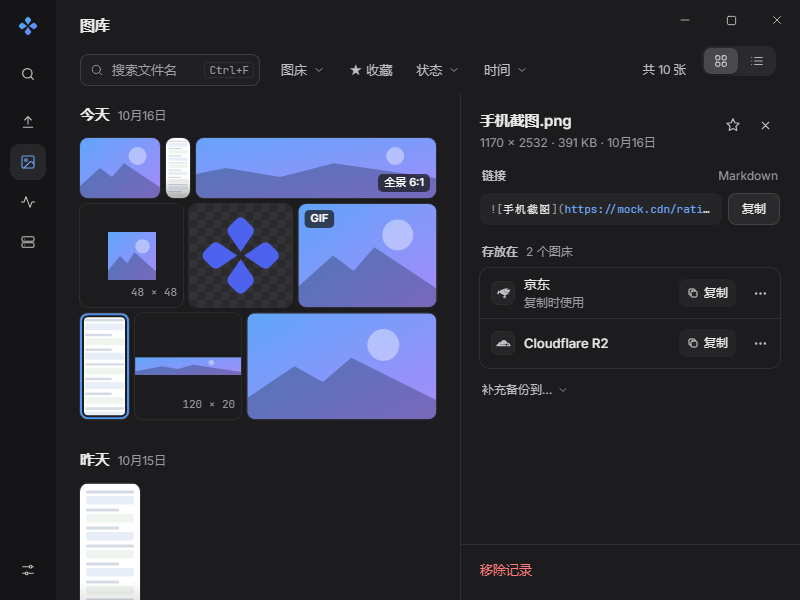 图库
搜索文件名 Ctrl+F 图床 ★ 收藏 状态 时间 共 10 张
今天 10月16日
全景 6:1
48 × 48
GIF
120 × 20
昨天 10月15日
手机截图.png
1170 × 2532 · 391 KB · 10月16日
链接 Markdown
![手机截图](https://mock.cdn/rati… 复制
存放在 2 个图床
京东
复制时使用
复制
Cloudflare R2
复制
补充备份到...
移除记录